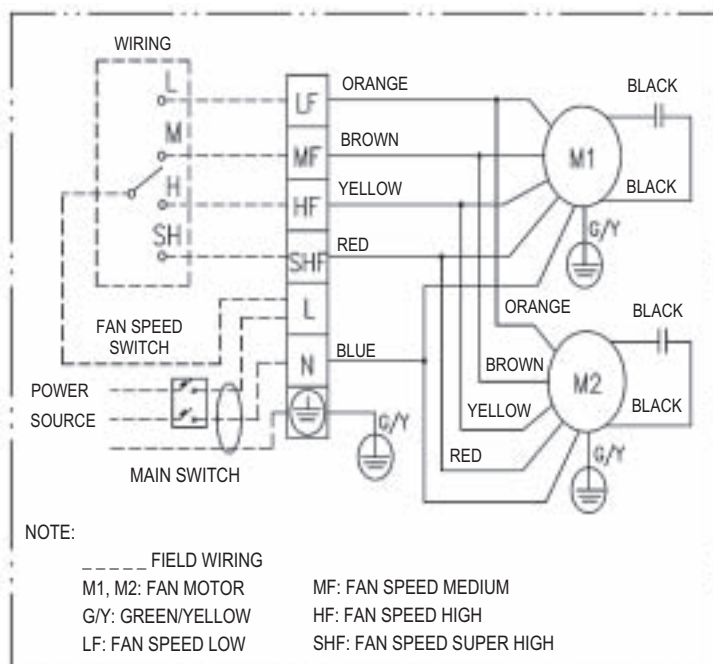 WIRING
L
M
H
SH
FAN SPEED
SWITCH
POWER
SOURCE
MAIN SWITCH
LF
MF
HF
SHF
L
N
ORANGE
BROWN
YELLOW
RED
BLUE
G/Y
M1
BLACK
BLACK
G/Y
ORANGE
BROWN
YELLOW
RED
M2
BLACK
BLACK
G/Y
NOTE:
_ _ _ _ _ FIELD WIRING
M1, M2: FAN MOTOR
G/Y: GREEN/YELLOW
LF: FAN SPEED LOW
MF: FAN SPEED MEDIUM
HF: FAN SPEED HIGH
SHF: FAN SPEED SUPER HIGH